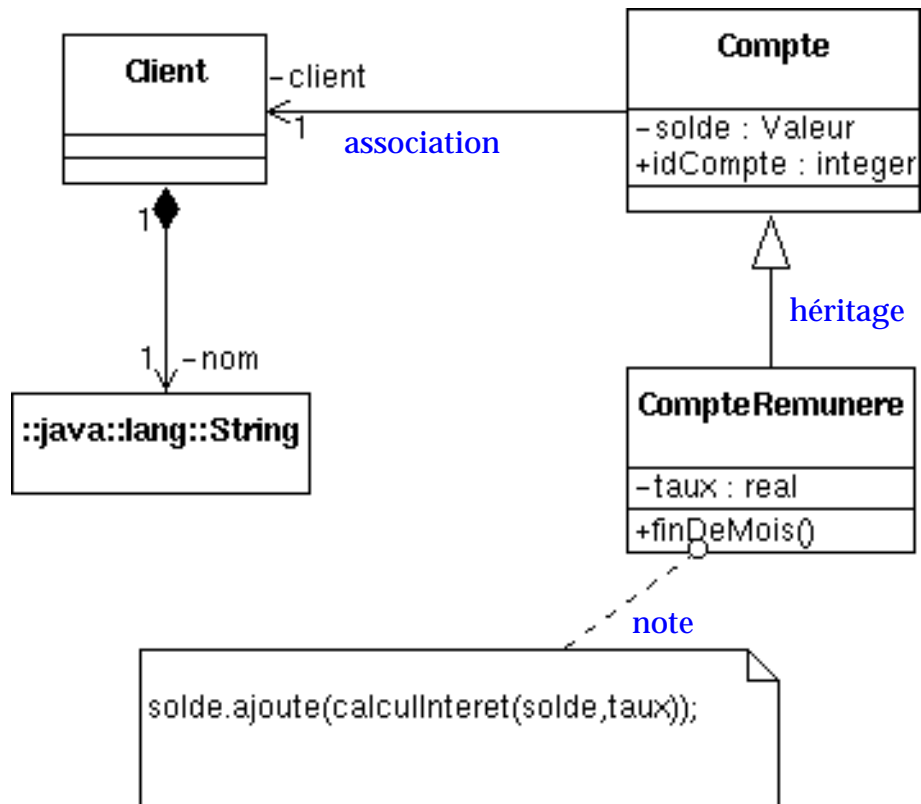 Client
-client
1
association
Compte
-solde : Valeur
+idCompte : integer
1
héritage
1 -nom
::java::lang::String
CompteRemunere
-taux : real
+finDeMois()
note
solde.ajoute(calculInteret(solde,taux));